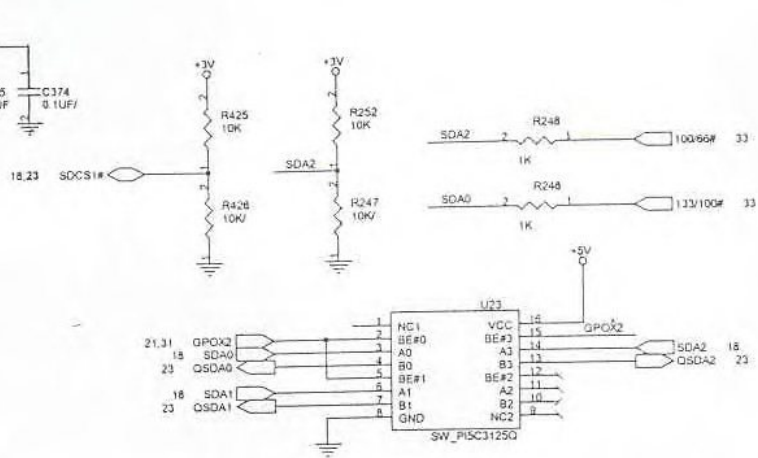 +3V
+3V
C374
0.1UF/
R425
10K
R252
10K
R248
SDA2
2
1
100/66#
33
1K
18,23
SDCS1#
SDA2
R426
10K/
R247
10K/
R248
SDA0
2
1
133/100#
33
1K
+5V
U23
1
NC1
VCC
16
21,31
GPOX2
2
BE#0
BE#3
15
GPOX2
18
SDA0
3
A0
A3
14
SDA2
18
23
QSDA0
4
B0
B3
13
QSDA2
23
5
BE#1
BE#2
12
18
SDA1
6
A1
A2
11
23
QSDA1
7
B1
B2
10
8
GND
NC2
9
SW_PI5C3125Q